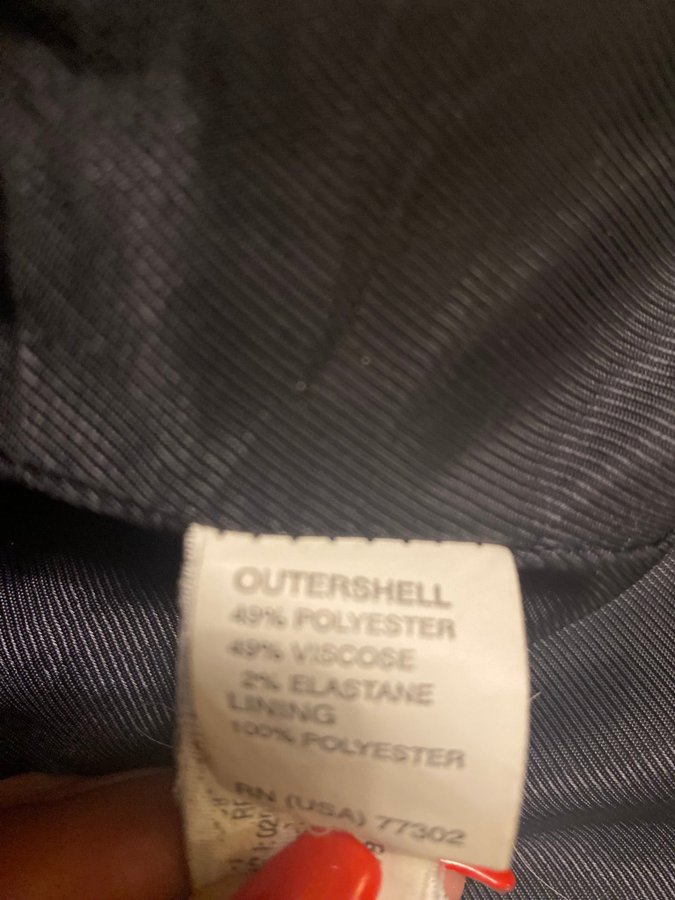 OUTERSHELL
49% POLYESTER
49% VISCOSE
2% ELASTANE
LINING
100% POLYESTER
RN (USA) 77302